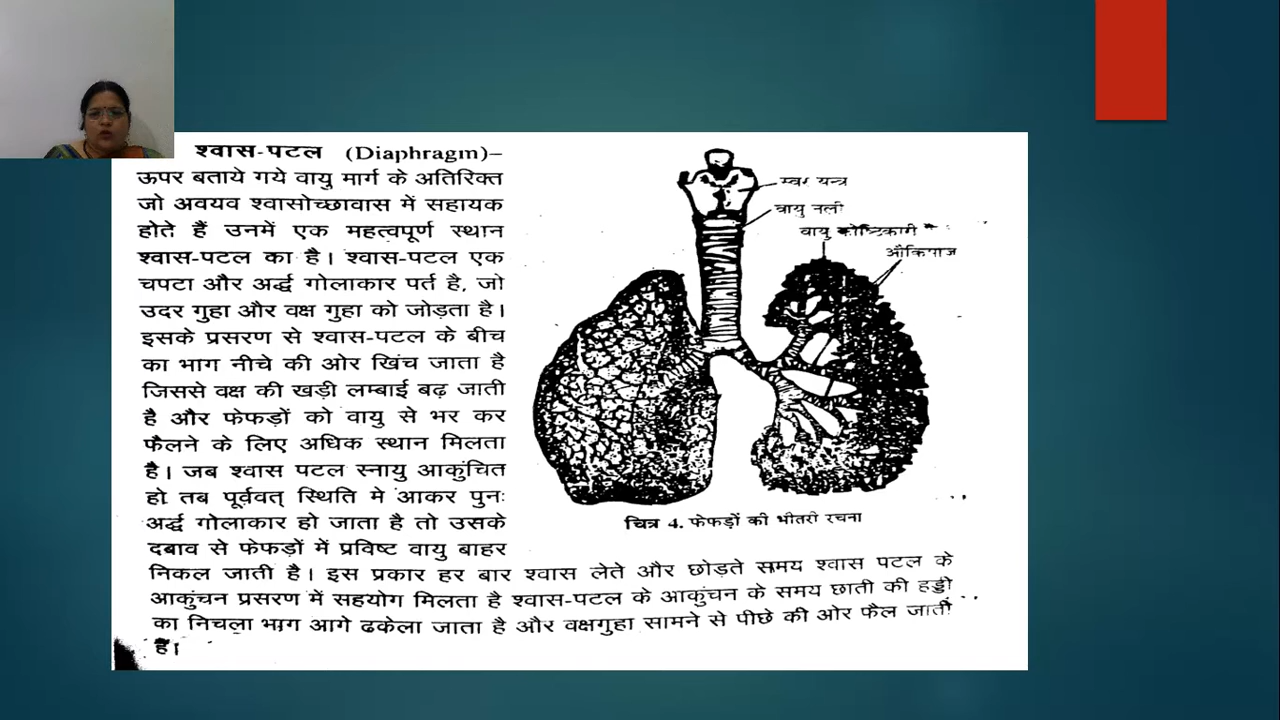 श्वास-पटल (Diaphragm)–
ऊपर बताये गये वायु मार्ग के अतिरिक्त
जो अवयव श्वासोच्छावास में सहायक
होते हैं उनमें एक महत्वपूर्ण स्थान
श्वास-पटल का है। श्वास-पटल एक
चपटा और अर्द्ध गोलाकार पर्त है, जो
उदर गुहा और वक्ष गुहा को जोड़ता है।
इसके प्रसरण से श्वास-पटल के बीच
का भाग नीचे की ओर खिंच जाता है
जिससे वक्ष की खड़ी लम्बाई बढ़ जाती
है और फेफड़ों को वायु से भर कर
फैलने के लिए अधिक स्थान मिलता
है। जब श्वास पटल स्नायु आकुंचित
हो तब पूर्ववत् स्थिति मे आकर पुनः
अर्द्ध गोलाकार हो जाता है तो उसके
दबाव से फेफड़ों में प्रविष्ट वायु बाहर
निकल जाती है। इस प्रकार हर बार श्वास लेते और छोड़ते समय श्वास पटल के
आकुंचन प्रसरण में सहयोग मिलता है श्वास-पटल के आकुंचन के समय छाती की हड्डी
का निचला भाग आगे ढकेला जाता है और वक्षगुहा सामने से पीछे की ओर फैल जाती
है।
स्वर यन्त्र
वायु नली
वायु
चित्र 4. फेफड़ों की भीतरी रचना